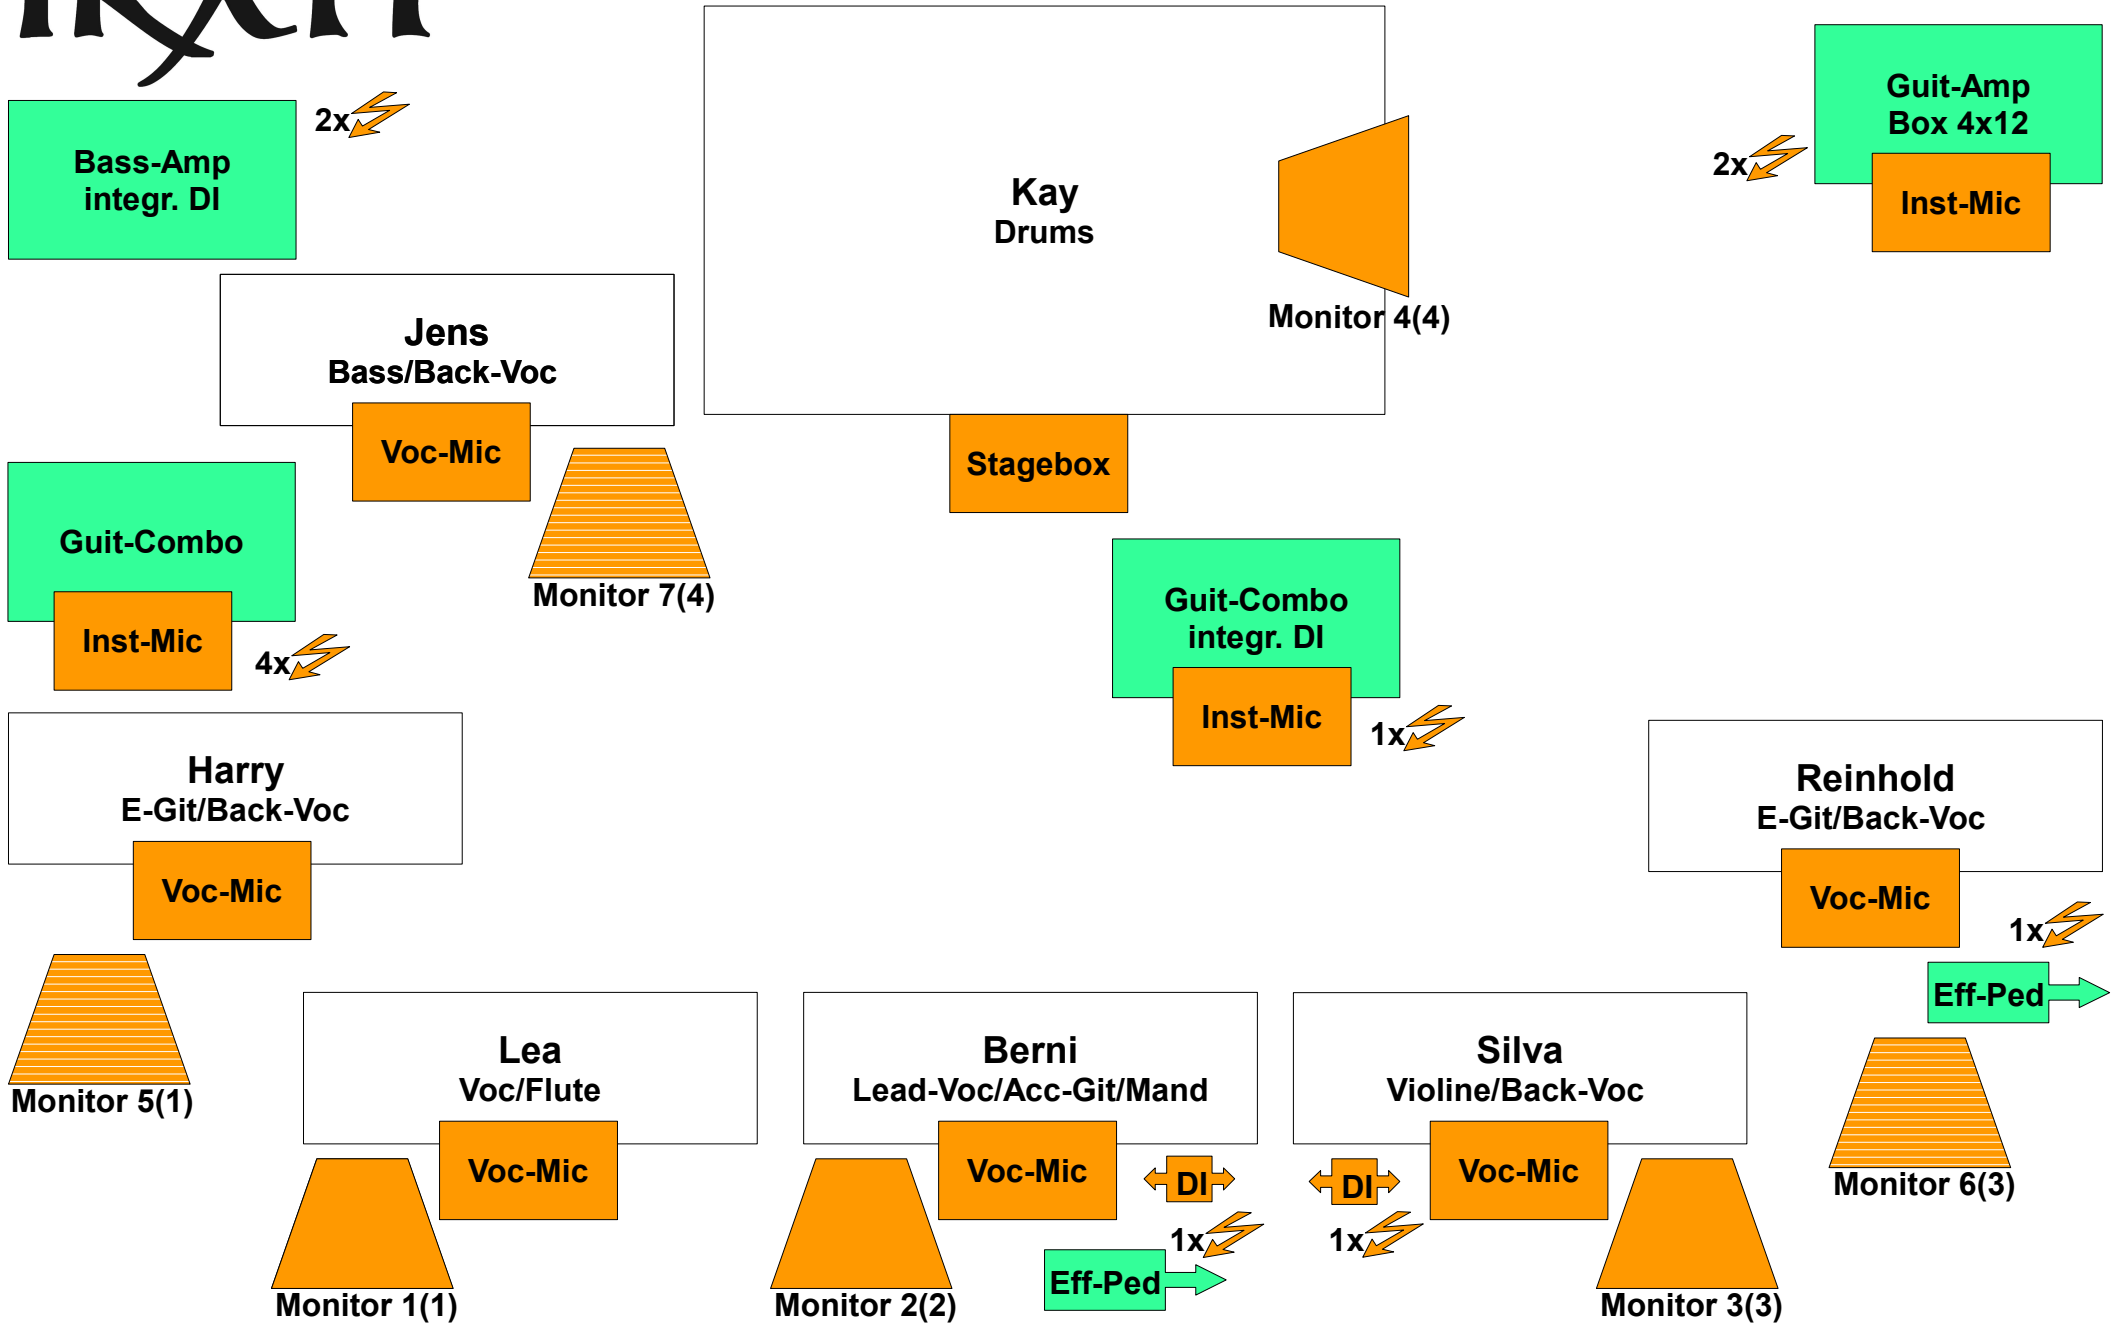 2x
Bass-Amp
integr. DI
Kay
Drums
Monitor 4(4)
Guit-Amp
Box 4x12
2x
Inst-Mic
Jens
Bass/Back-Voc
Voc-Mic
Monitor 7(4)
Stagebox
Guit-Combo
Inst-Mic
4x
Guit-Combo
integr. DI
Inst-Mic
1x
Harry
E-Git/Back-Voc
Voc-Mic
Monitor 5(1)
Reinhold
E-Git/Back-Voc
Voc-Mic
1x
Eff-Ped
Monitor 6(3)
Lea
Voc/Flute
Voc-Mic
Monitor 1(1)
Berni
Lead-Voc/Acc-Git/Mand
Voc-Mic
DI
1x
Eff-Ped
Monitor 2(2)
Silva
Violine/Back-Voc
DI
Voc-Mic
1x
Monitor 3(3)